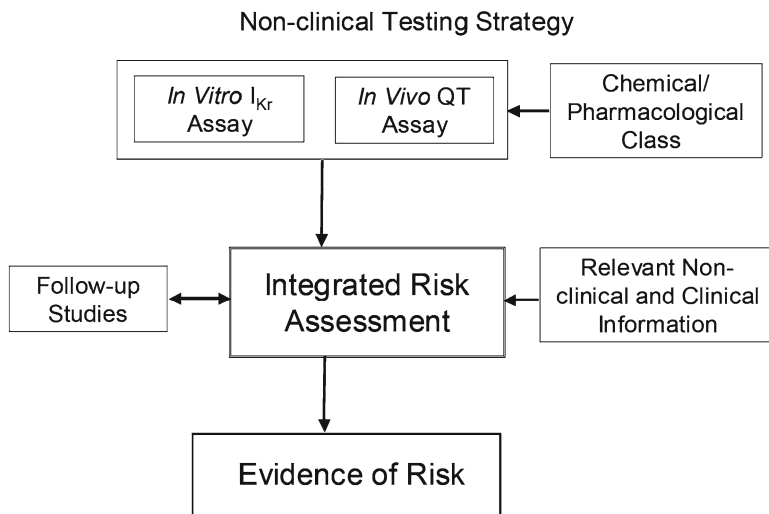 Non-clinical Testing Strategy
In Vitro IKr
Assay
In Vivo QT
Assay
Chemical/
Pharmacological
Class
Follow-up
Studies
Integrated Risk
Assessment
Relevant Non-
clinical and Clinical
Information
Evidence of Risk